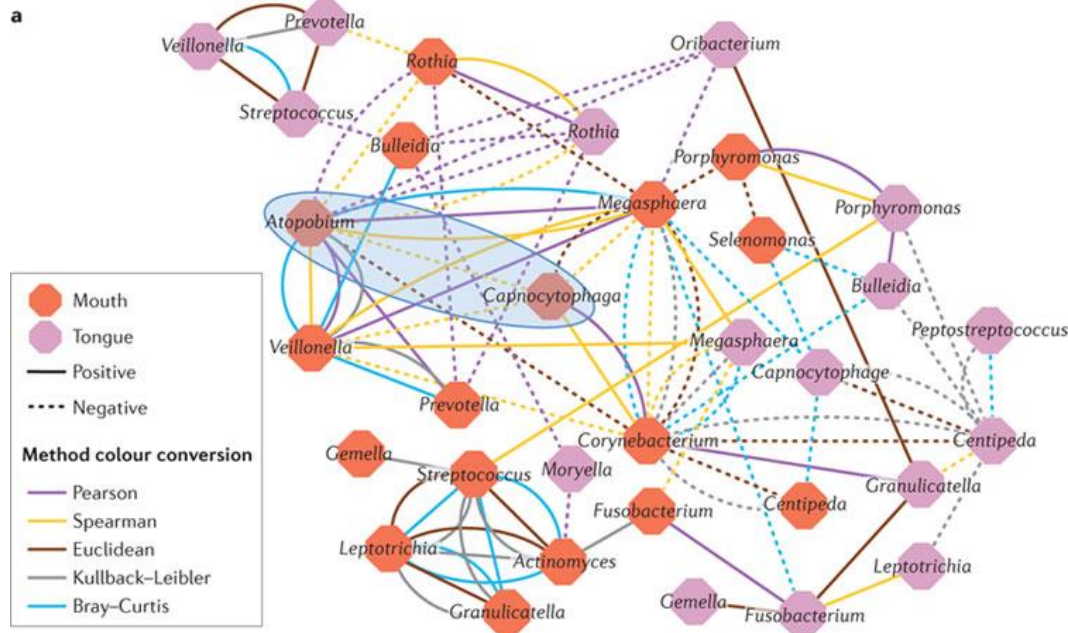 a
Prevotella
Veillonella
Rothia
Oribacterium
Streptococcus
Rothia
Bulleidia
Porphyromonas
Megasphaera
Porphyromonas
Atopobium
Selenomonas
Bulleidia
Capnocytophaga
Mouth
Peptostreptococcus
Tongue
Veillonella
Megasphaera
Capnocytophage
Positive
Negative
Prevotella
Corynebacterium
Centipeda
Gemella
Method colour conversion
Streptococcus
Moryella
Granulicatella
Pearson
Centipeda
Fusobacterium
Spearman
Euclidean
Leptotrichia
Actinomyces
Leptotrichia
Kullback–Leibler
Gemella
Bray–Curtis
Granulicatella
Fusobacterium